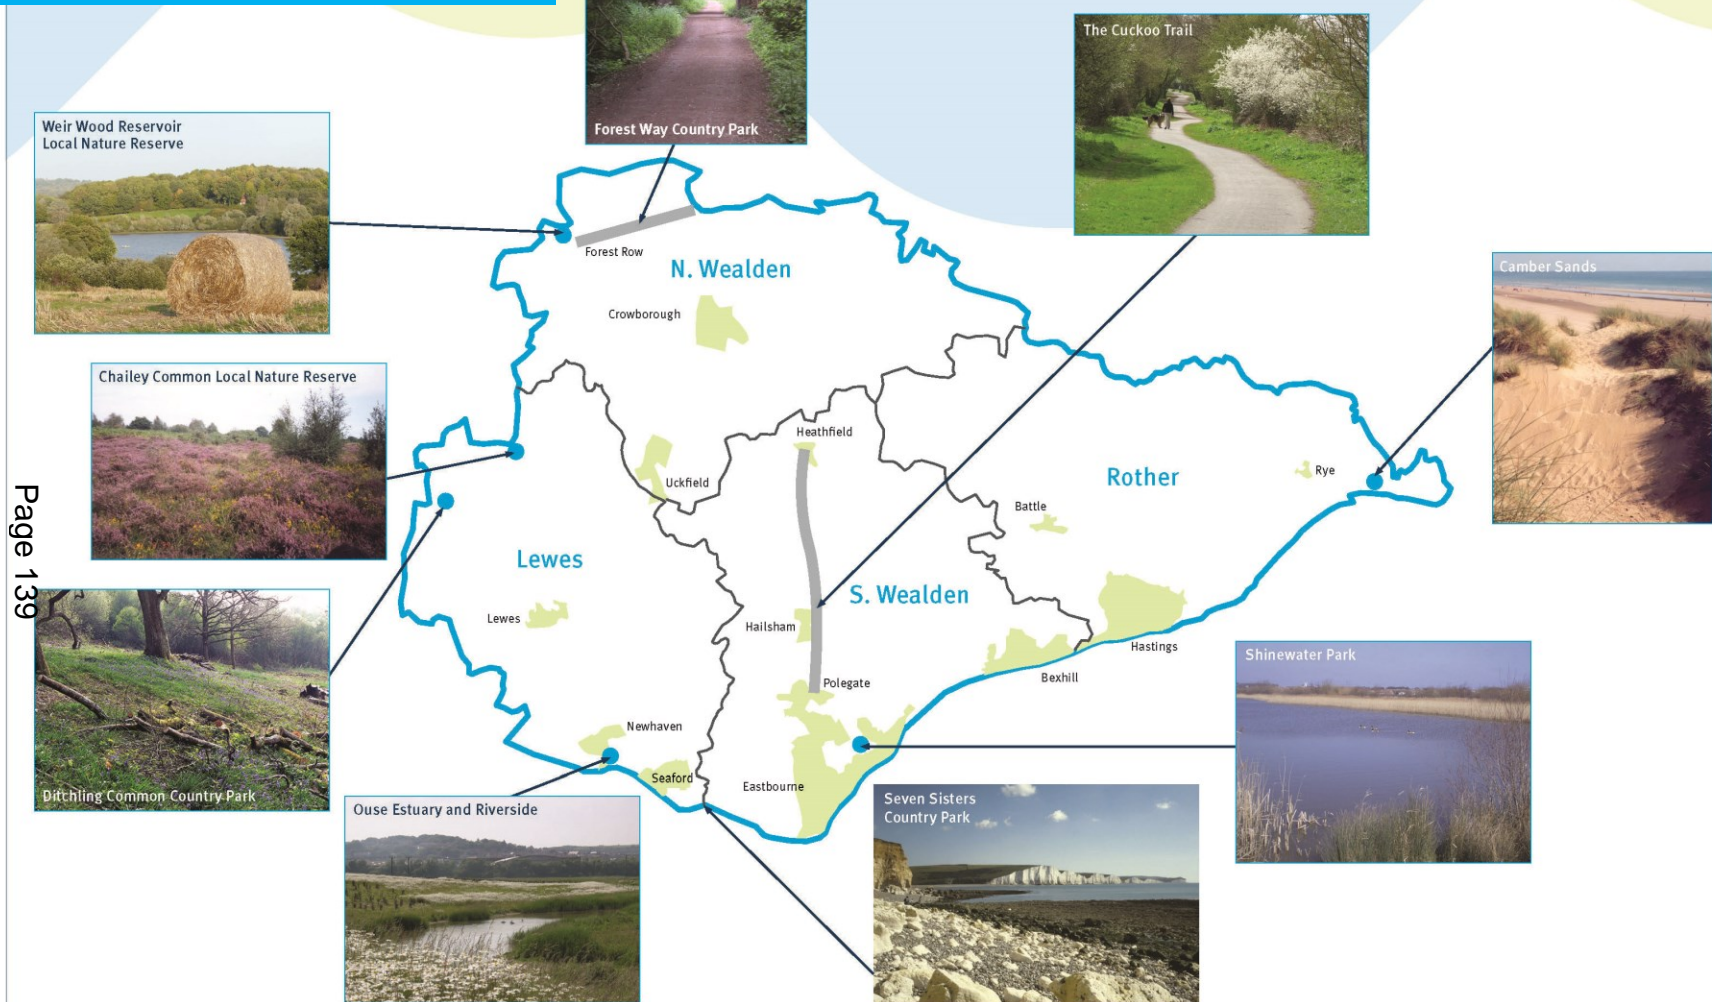 Forest Way Country Park
The Cuckoo Trail
Weir Wood Reservoir
Local Nature Reserve
Forest Row
N. Wealden
Camber Sands
Crowborough
Chailey Common Local Nature Reserve
Heathfield
Uckfield
Rother
Rye
Battle
Page 139
Lewes
S. Wealden
Lewes
Hailsham
Hastings
Shinewater Park
Bexhill
Polegate
Newhaven
Seaford
Eastbourne
Ditchling Common Country Park
Ouse Estuary and Riverside
Seven Sisters
Country Park